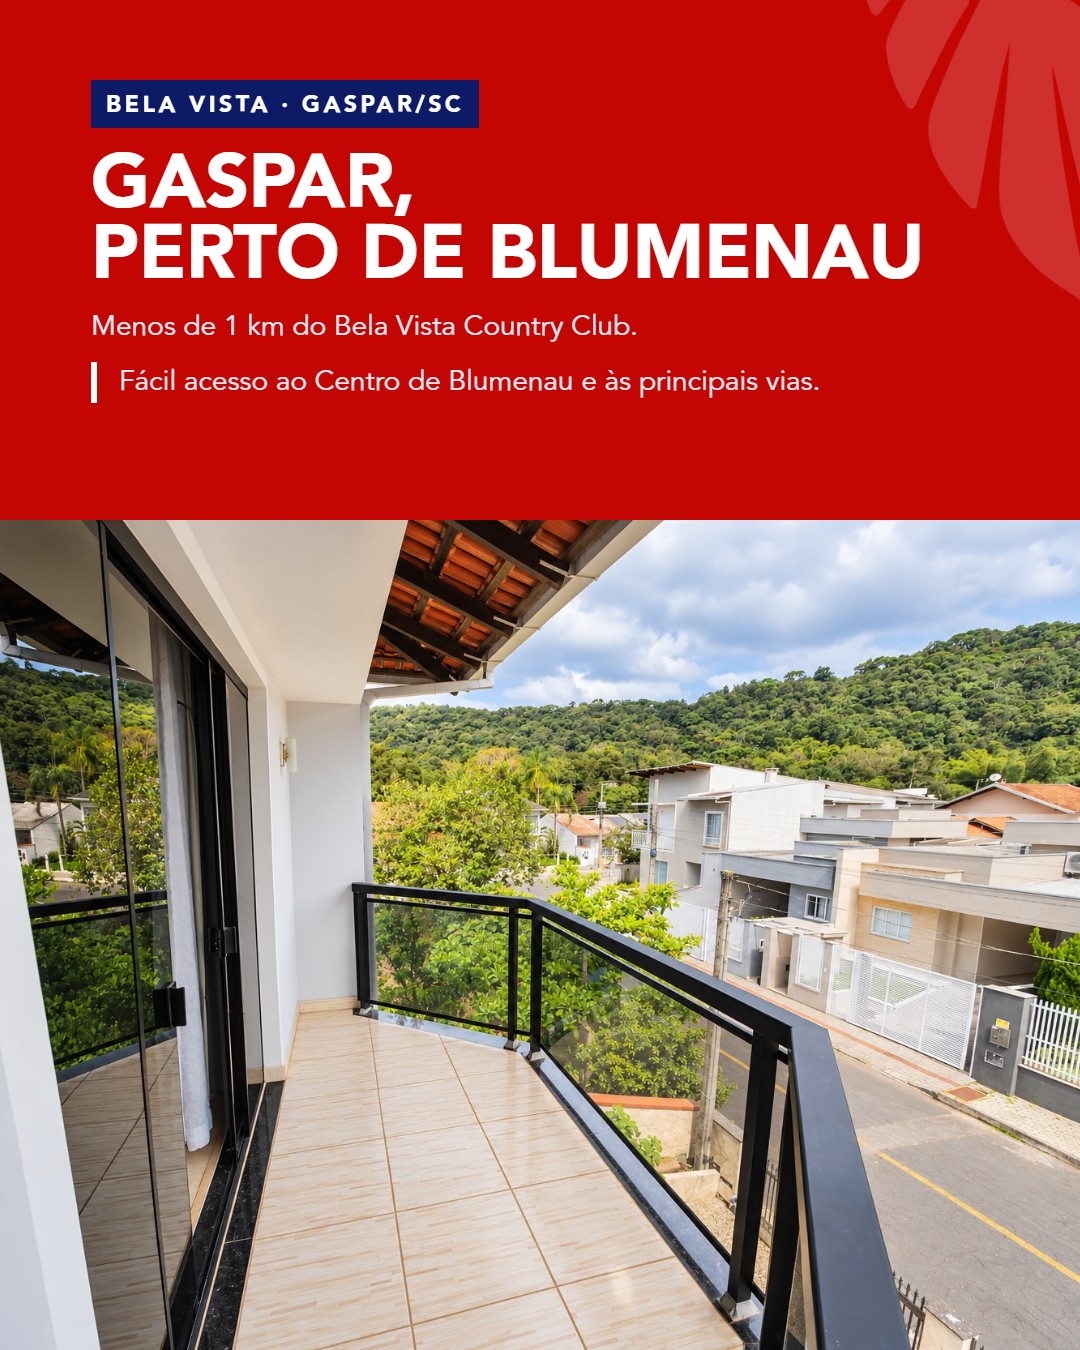 BELA VISTA · GASPAR/SC
GASPAR,
PERTO DE BLUMENAU
Menos de 1 km do Bela Vista Country Club.
Fácil acesso ao Centro de Blumenau e às principais vias.